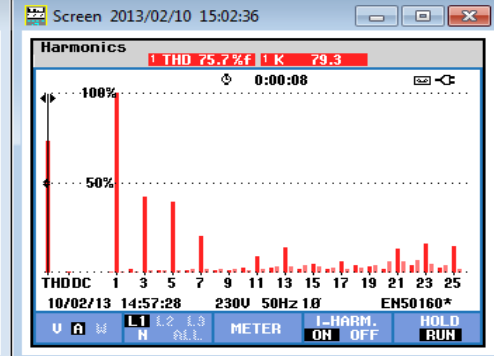 Screen 2013/02/10 15:02:36
Harmonics
1 THD 75.7%f 1 K 79.3
0:00:08
100%
50%
THDDC 1 3 5 7 9 11 13 15 17 19 21 23 25
10/02/13 14:57:28 230V 50Hz 1Ø EN50160*
V A W L1 L2 L3 METER I-HARM. HOLD
N ALL ON OFF RUN